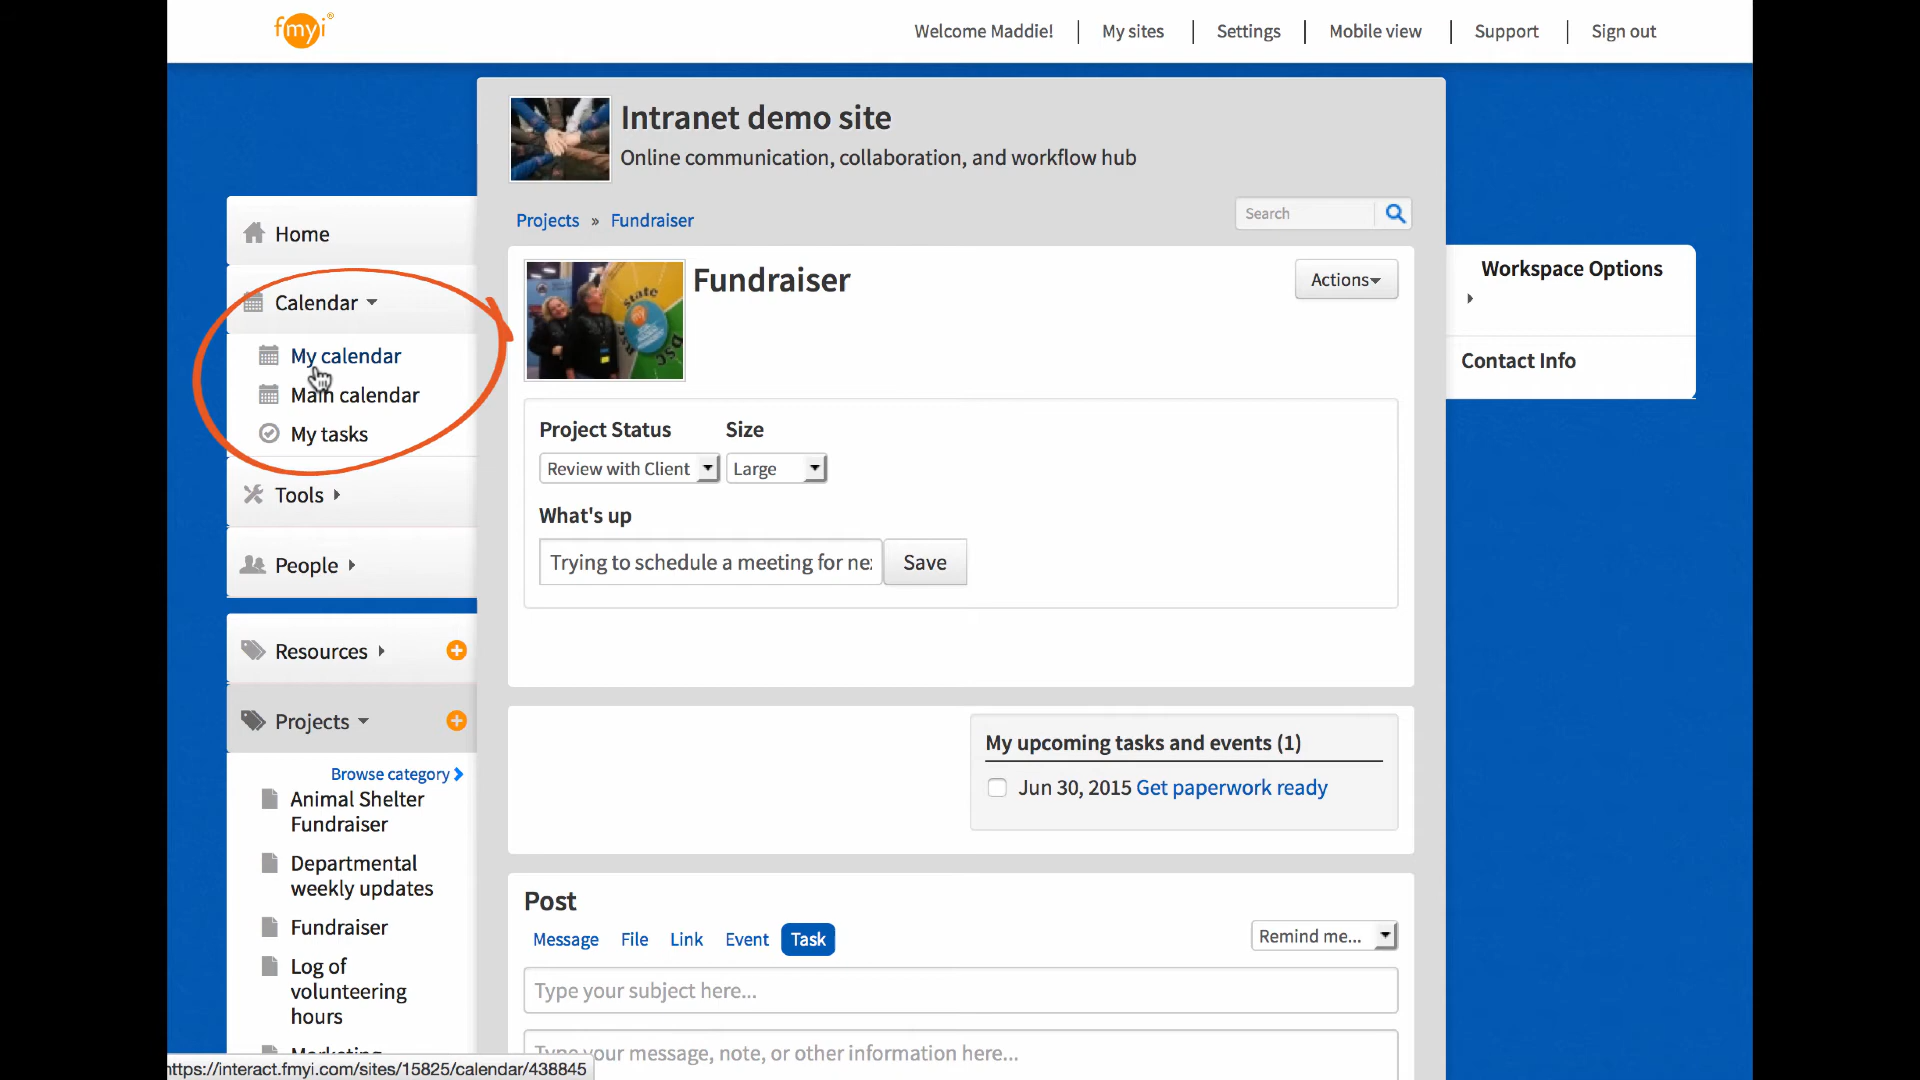 fmyi®
Welcome Maddie!
My sites
Settings
Mobile view
Support
Sign out
Intranet demo site
Online communication, collaboration, and workflow hub
Projects » Fundraiser
Search
Home
Calendar
My calendar
Main calendar
My tasks
Tools
People
Resources
Projects
Browse category
Animal Shelter
Fundraiser
Departmental
weekly updates
Fundraiser
Log of
volunteering
hours
Marketing
Fundraiser
Actions
Project Status
Size
Review with Client
Large
What's up
Trying to schedule a meeting for ne
Save
My upcoming tasks and events (1)
Jun 30, 2015 Get paperwork ready
Post
Message
File
Link
Event
Task
Remind me...
Type your subject here...
Type your message, note, or other information here...
Workspace Options
Contact Info
https://interact.fmyi.com/sites/15825/calendar/438845